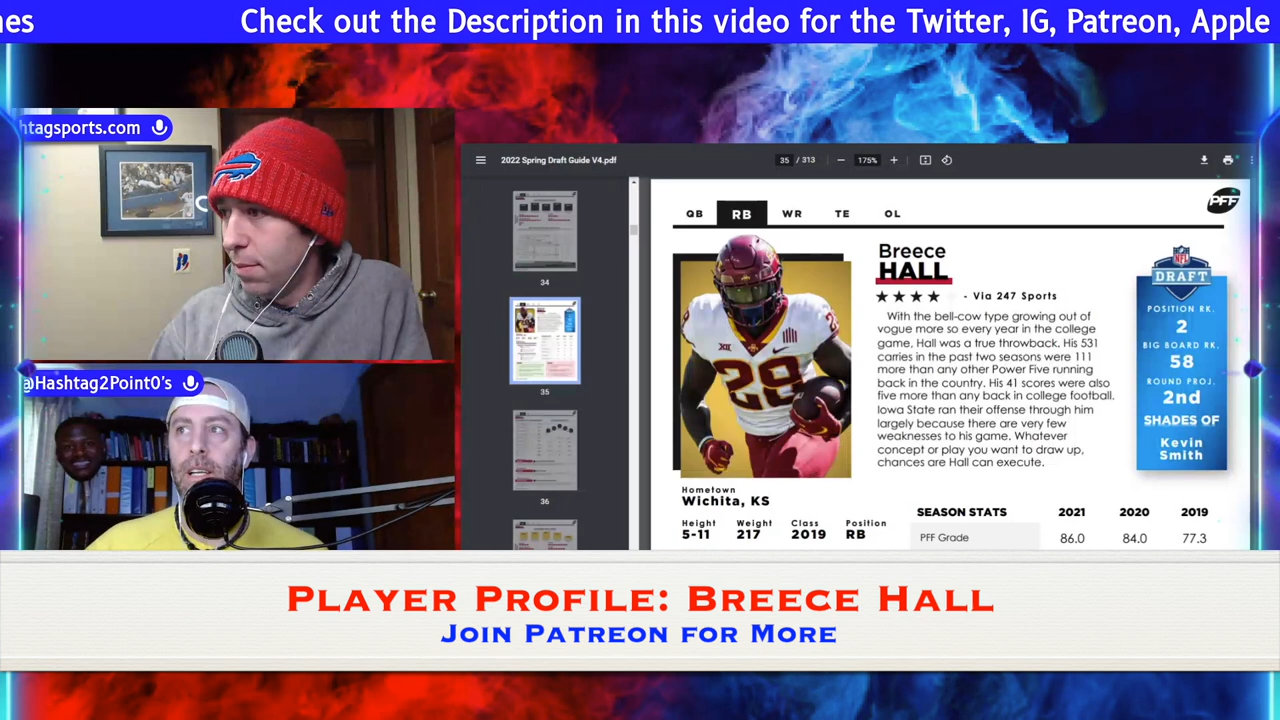 nes Check out the Description in this video for the Twitter, IG, Patreon, Apple
htagsports.com
@Hashtag2Point0's
2022 Spring Draft Guide V4.pdf
35 / 313
175%
34
35
36
QB RB WR TE OL
PFF
Breece
HALL
★★★★ - Via 247 Sports
With the bell-cow type growing out of
vogue more so every year in the college
game, Hall was a true throwback. His 531
carries in the past two seasons were 111
more than any other Power Five running
back in the country. His 41 scores were also
five more than any back in college football.
Iowa State ran their offense through him
largely because there are very few
weaknesses to his game. Whatever
concept or play you want to draw up,
chances are Hall can execute.
NFL
DRAFT
POSITION RK.
2
BIG BOARD RK.
58
ROUND PROJ.
2nd
SHADES OF
Kevin
Smith
XII
28
Hometown
Wichita, KS
Height Weight Class Position
5-11 217 2019 RB
SEASON STATS 2021 2020 2019
PFF Grade 86.0 84.0 77.3
Player Profile: Breece Hall
Join Patreon for More